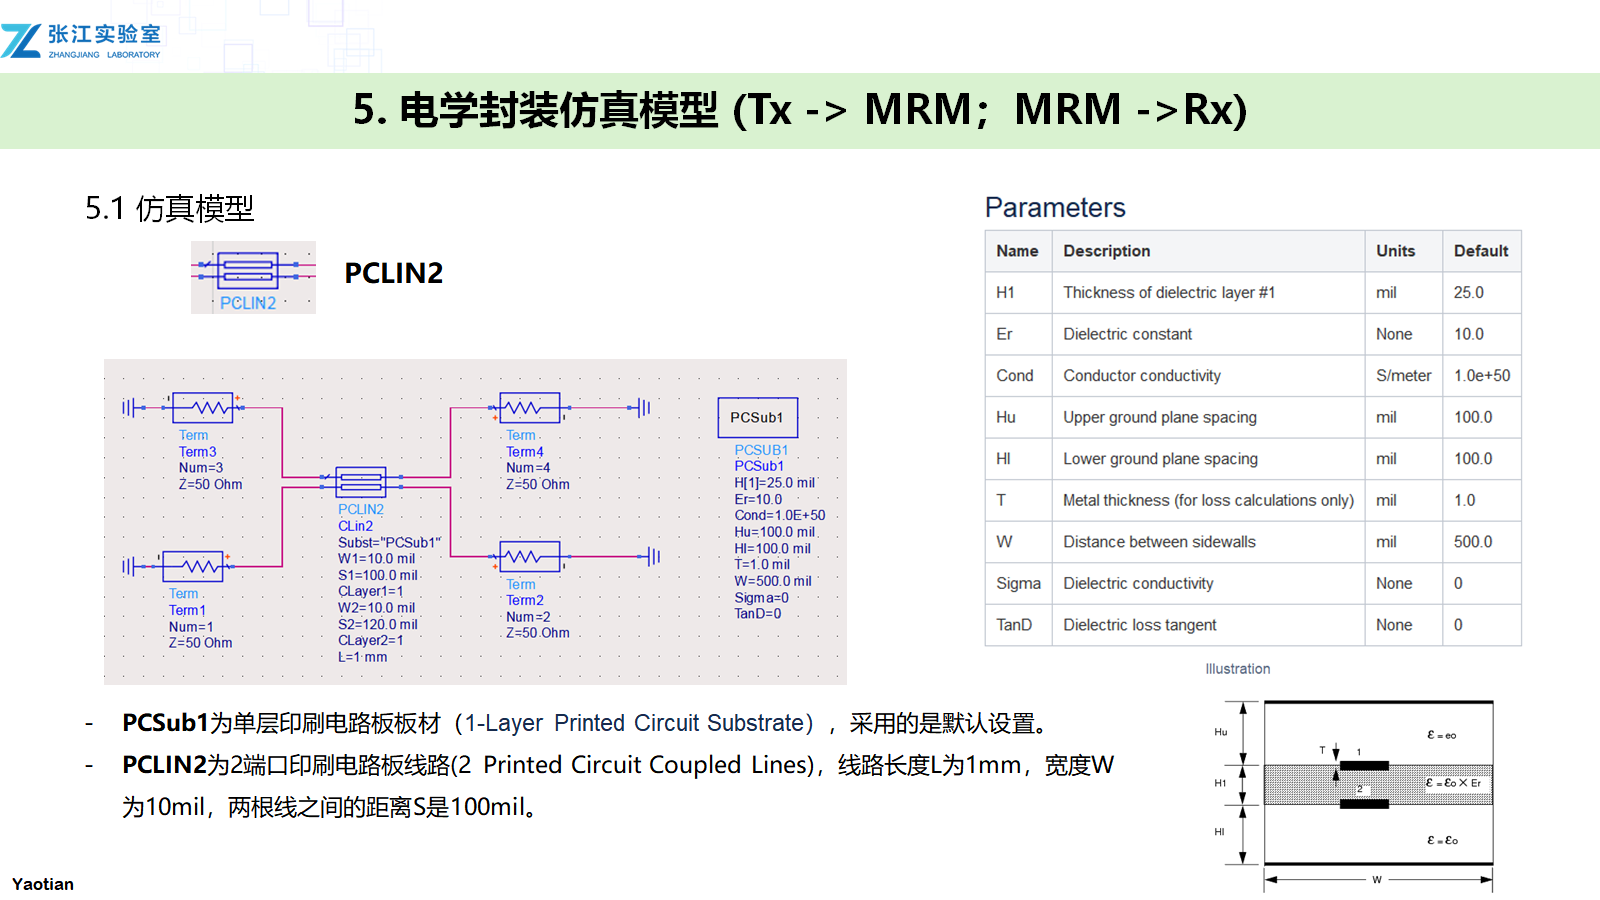 张江实验室
ZHANGJIANG LABORATORY
5. 电学封装仿真模型 (Tx -> MRM；MRM ->Rx)
5.1 仿真模型
PCLIN2
PCLIN2
Term
Term3
Num=3
Z=50 Ohm
Term
Term4
Num=4
Z=50 Ohm
Term
Term1
Num=1
Z=50 Ohm
Term
Term2
Num=2
Z=50 Ohm
PCLIN2
CLin2
Subst="PCSub1"
W1=10.0 mil
S1=100.0 mil
CLayer1=1
W2=10.0 mil
S2=120.0 mil
CLayer2=1
L=1 mm
PCSub1
PCSUB1
PCSub1
H[1]=25.0 mil
Er=10.0
Cond=1.0E+50
Hu=100.0 mil
Hl=100.0 mil
T=1.0 mil
W=500.0 mil
Sigma=0
TanD=0
- PCSub1为单层印刷电路板板材（1-Layer Printed Circuit Substrate），采用的是默认设置。
- PCLIN2为2端口印刷电路板线路(2 Printed Circuit Coupled Lines)，线路长度L为1mm，宽度W
为10mil，两根线之间的距离S是100mil。
Parameters
Name Description Units Default
H1 Thickness of dielectric layer #1 mil 25.0
Er Dielectric constant None 10.0
Cond Conductor conductivity S/meter 1.0e+50
Hu Upper ground plane spacing mil 100.0
Hl Lower ground plane spacing mil 100.0
T Metal thickness (for loss calculations only) mil 1.0
W Distance between sidewalls mil 500.0
Sigma Dielectric conductivity None 0
TanD Dielectric loss tangent None 0
Illustration
Hu
ε = eo
T
1
H1
2
ε = εo × Er
Hl
ε = εo
W
Yaotian